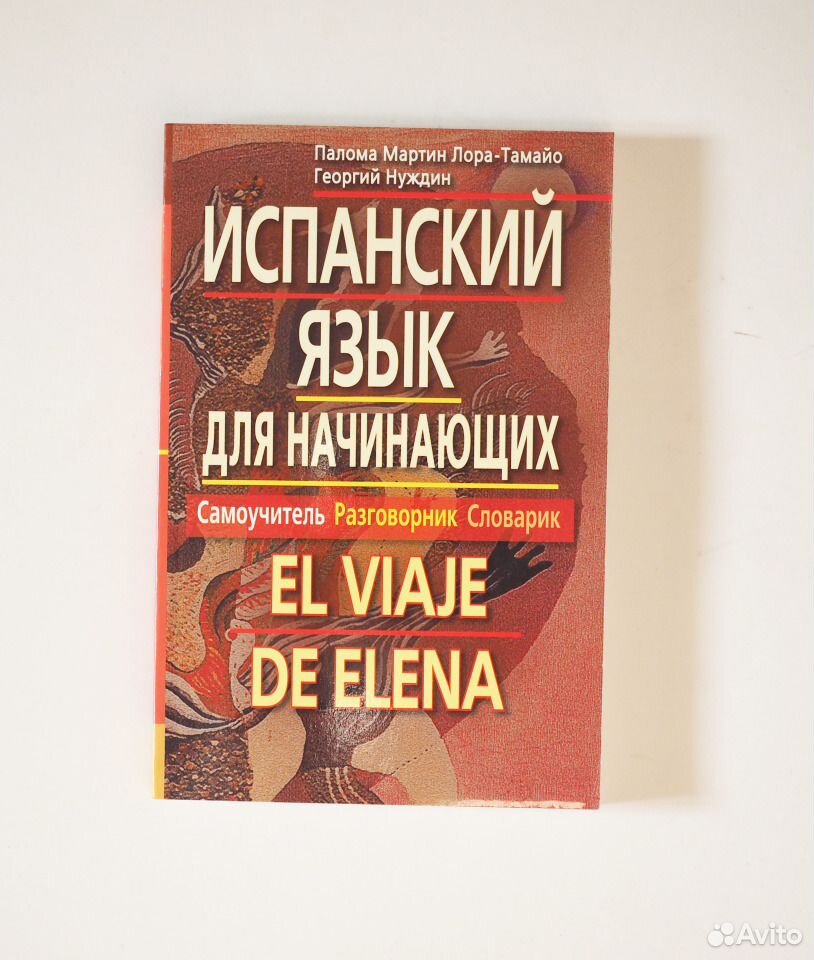 Палома Мартин Лора-Тамайо
Георгий Нуждин
ИСПАНСКИЙ
ЯЗЫК
ДЛЯ НАЧИНАЮЩИХ
Самоучитель Разговорник Словарик
EL VIAJE
DE ELENA
Avito